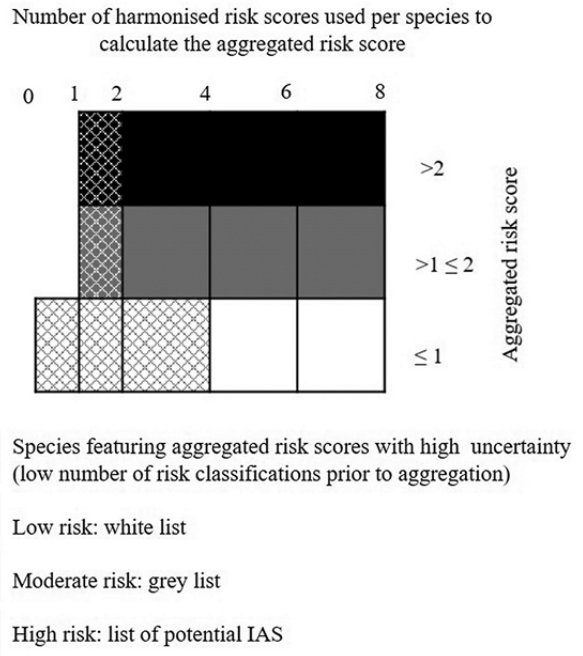 Number of harmonised risk scores used per species to
calculate the aggregated risk score
0 1 2 4 6 8
>2
>1 ≤ 2
≤ 1
Aggregated risk score
Species featuring aggregated risk scores with high uncertainty
(low number of risk classifications prior to aggregation)
Low risk: white list
Moderate risk: grey list
High risk: list of potential IAS